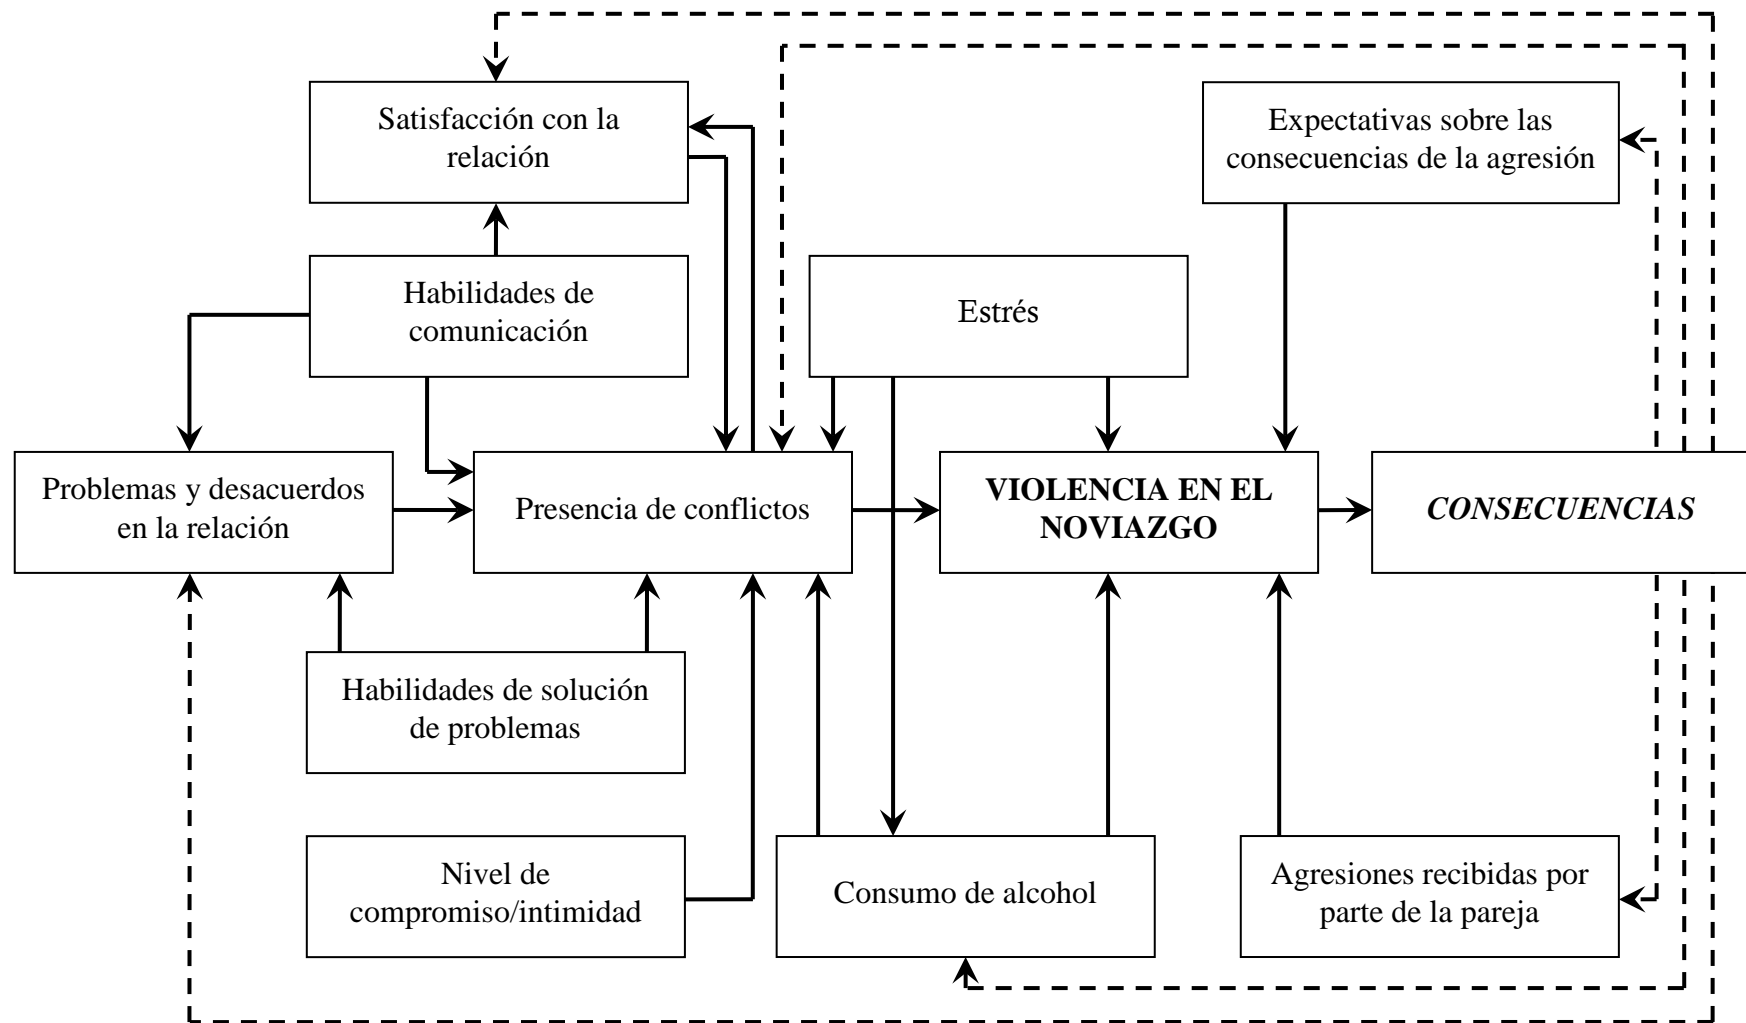 Satisfacción con la
relación
Expectativas sobre las
consecuencias de la agresión
Habilidades de
comunicación
Estrés
Problemas y desacuerdos
en la relación
Presencia de conflictos
VIOLENCIA EN EL
NOVIAZGO
CONSECUENCIAS
Habilidades de solución
de problemas
Nivel de
compromiso/intimidad
Consumo de alcohol
Agresiones recibidas por
parte de la pareja